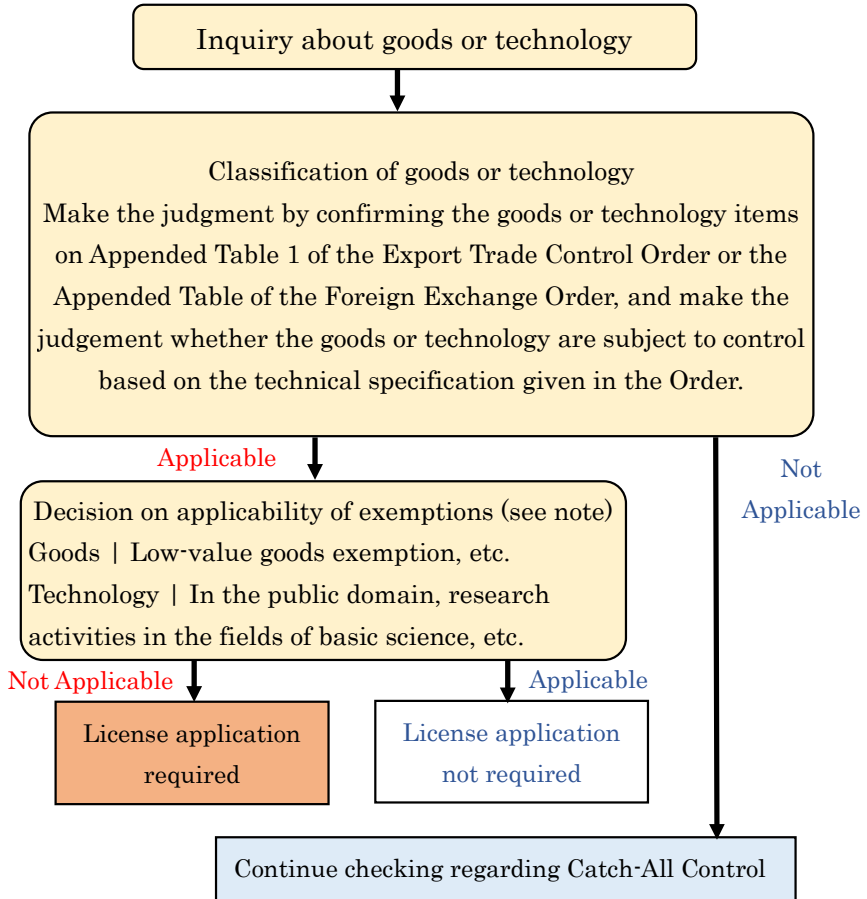 Inquiry about goods or technology
Classification of goods or technology
Make the judgment by confirming the goods or technology items
on Appended Table 1 of the Export Trade Control Order or the
Appended Table of the Foreign Exchange Order, and make the
judgement whether the goods or technology are subject to control
based on the technical specification given in the Order.
Applicable
Not
Applicable
Decision on applicability of exemptions (see note)
Goods | Low-value goods exemption, etc.
Technology | In the public domain, research
activities in the fields of basic science, etc.
Not Applicable
Applicable
License application
required
License application
not required
Continue checking regarding Catch-All Control